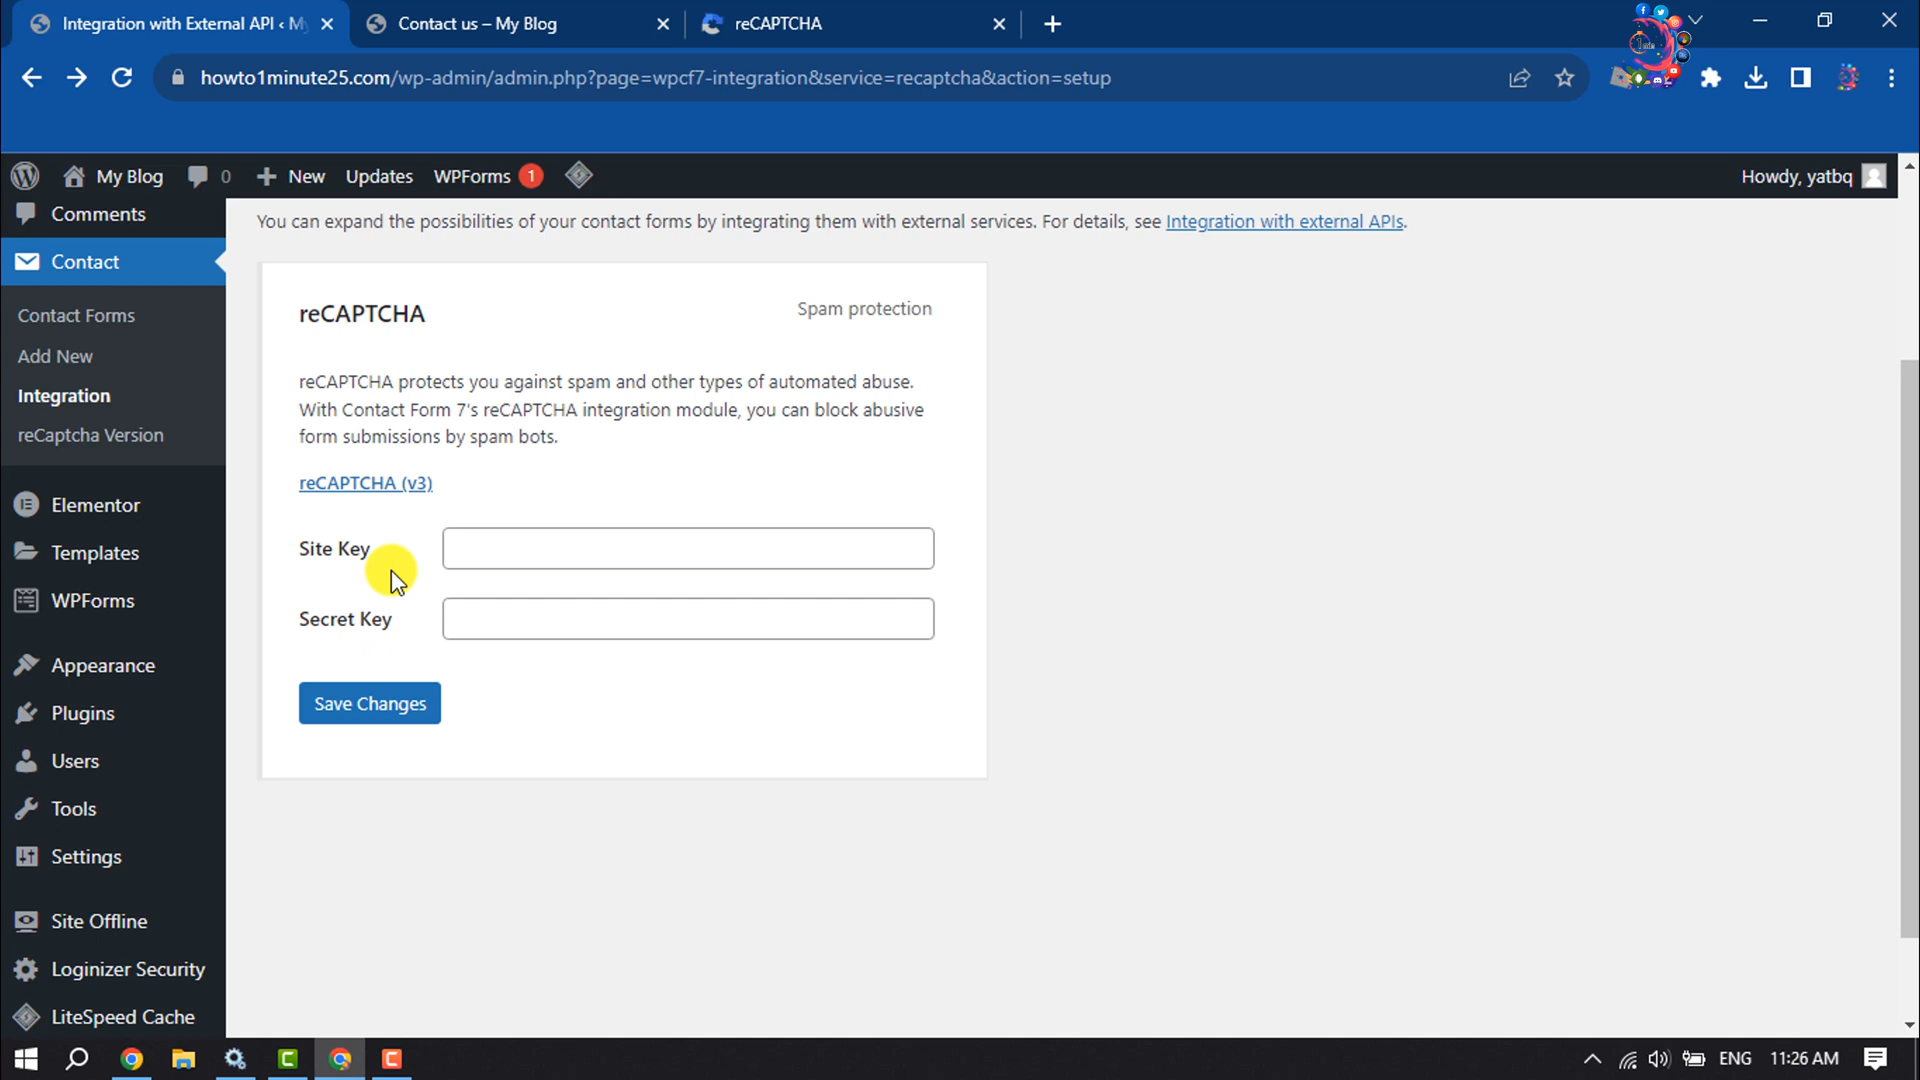 Integration with External API ‹ My
Contact us – My Blog
reCAPTCHA
howto1minute25.com/wp-admin/admin.php?page=wpcf7-integration&service=recaptcha&action=setup
My Blog
0
New
Updates
WPForms 1
Howdy, yatbq
Comments
Contact
Contact Forms
Add New
Integration
reCaptcha Version
Elementor
Templates
WPForms
Appearance
Plugins
Users
Tools
Settings
Site Offline
Loginizer Security
LiteSpeed Cache
You can expand the possibilities of your contact forms by integrating them with external services. For details, see Integration with external APIs.
reCAPTCHA
Spam protection
reCAPTCHA protects you against spam and other types of automated abuse.
With Contact Form 7’s reCAPTCHA integration module, you can block abusive
form submissions by spam bots.
reCAPTCHA (v3)
Site Key
Secret Key
Save Changes
ENG
11:26 AM